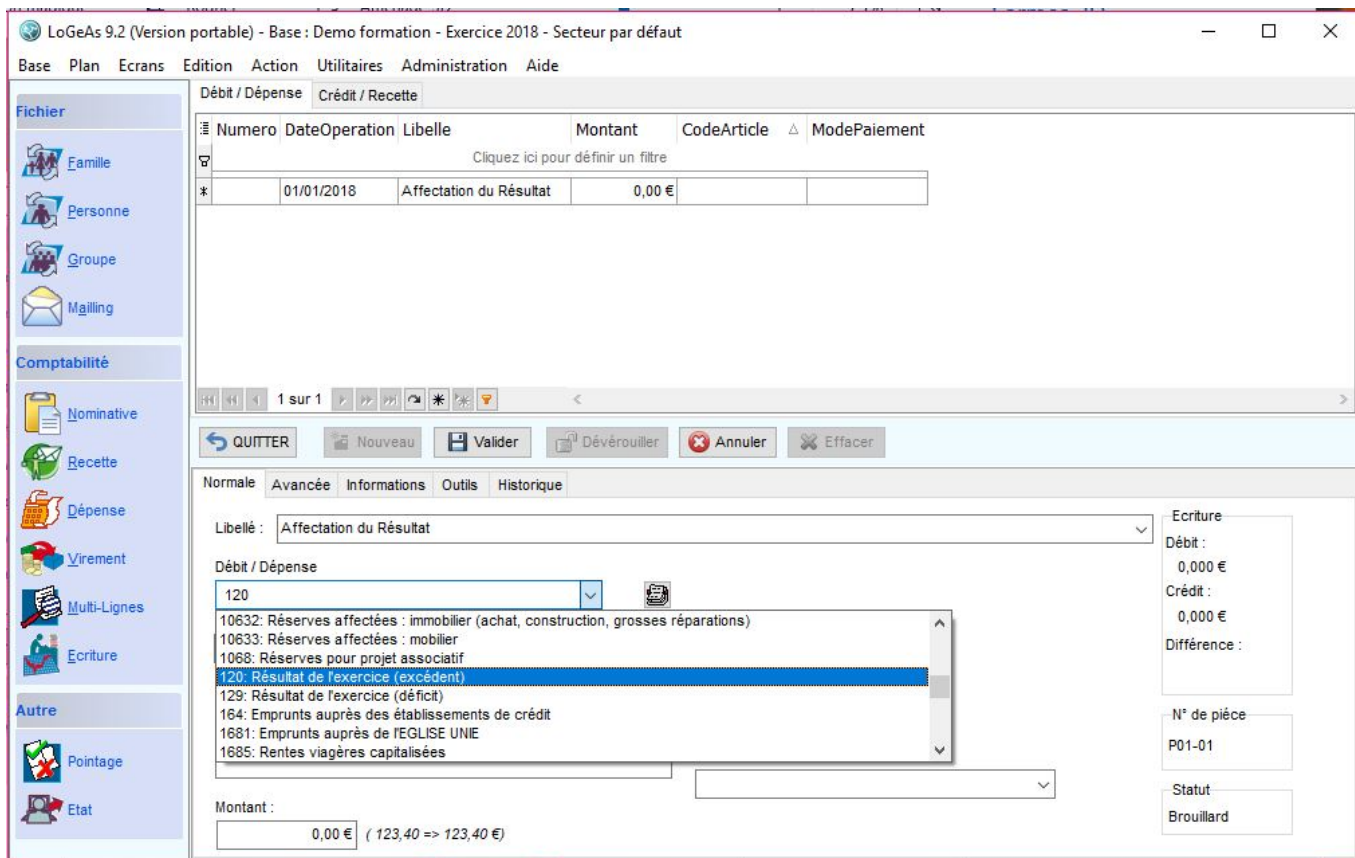 LoGeAs 9.2 (Version portable) - Base : Demo formation - Exercice 2018 - Secteur par défaut
Base Plan Ecrans Edition Action Utilitaires Administration Aide
Fichier
Famille
Personne
Groupe
Mailling
Comptabilité
Nominative
Recette
Dépense
Virement
Multi-Lignes
Ecriture
Autre
Pointage
Etat
Débit / Dépense Crédit / Recette
Numero DateOperation Libelle Montant CodeArticle ModePaiement
Cliquez ici pour définir un filtre
01/01/2018 Affectation du Résultat 0,00 €
1 sur 1
QUITTER Nouveau Valider Dévérouiller Annuler Effacer
Normale Avancée Informations Outils Historique
Libellé : Affectation du Résultat
Débit / Dépense
120
10632: Réserves affectées : immobilier (achat, construction, grosses réparations)
10633: Réserves affectées : mobilier
1068: Réserves pour projet associatif
120: Résultat de l'exercice (excédent)
129: Résultat de l'exercice (déficit)
164: Emprunts auprès des établissements de crédit
1681: Emprunts auprès de l'EGLISE UNIE
1685: Rentes viagères capitalisées
Montant :
0,00 € ( 123,40 => 123,40 €)
Ecriture
Débit :
0,000 €
Crédit :
0,000 €
Différence :
N° de piéce
P01-01
Statut
Brouillard